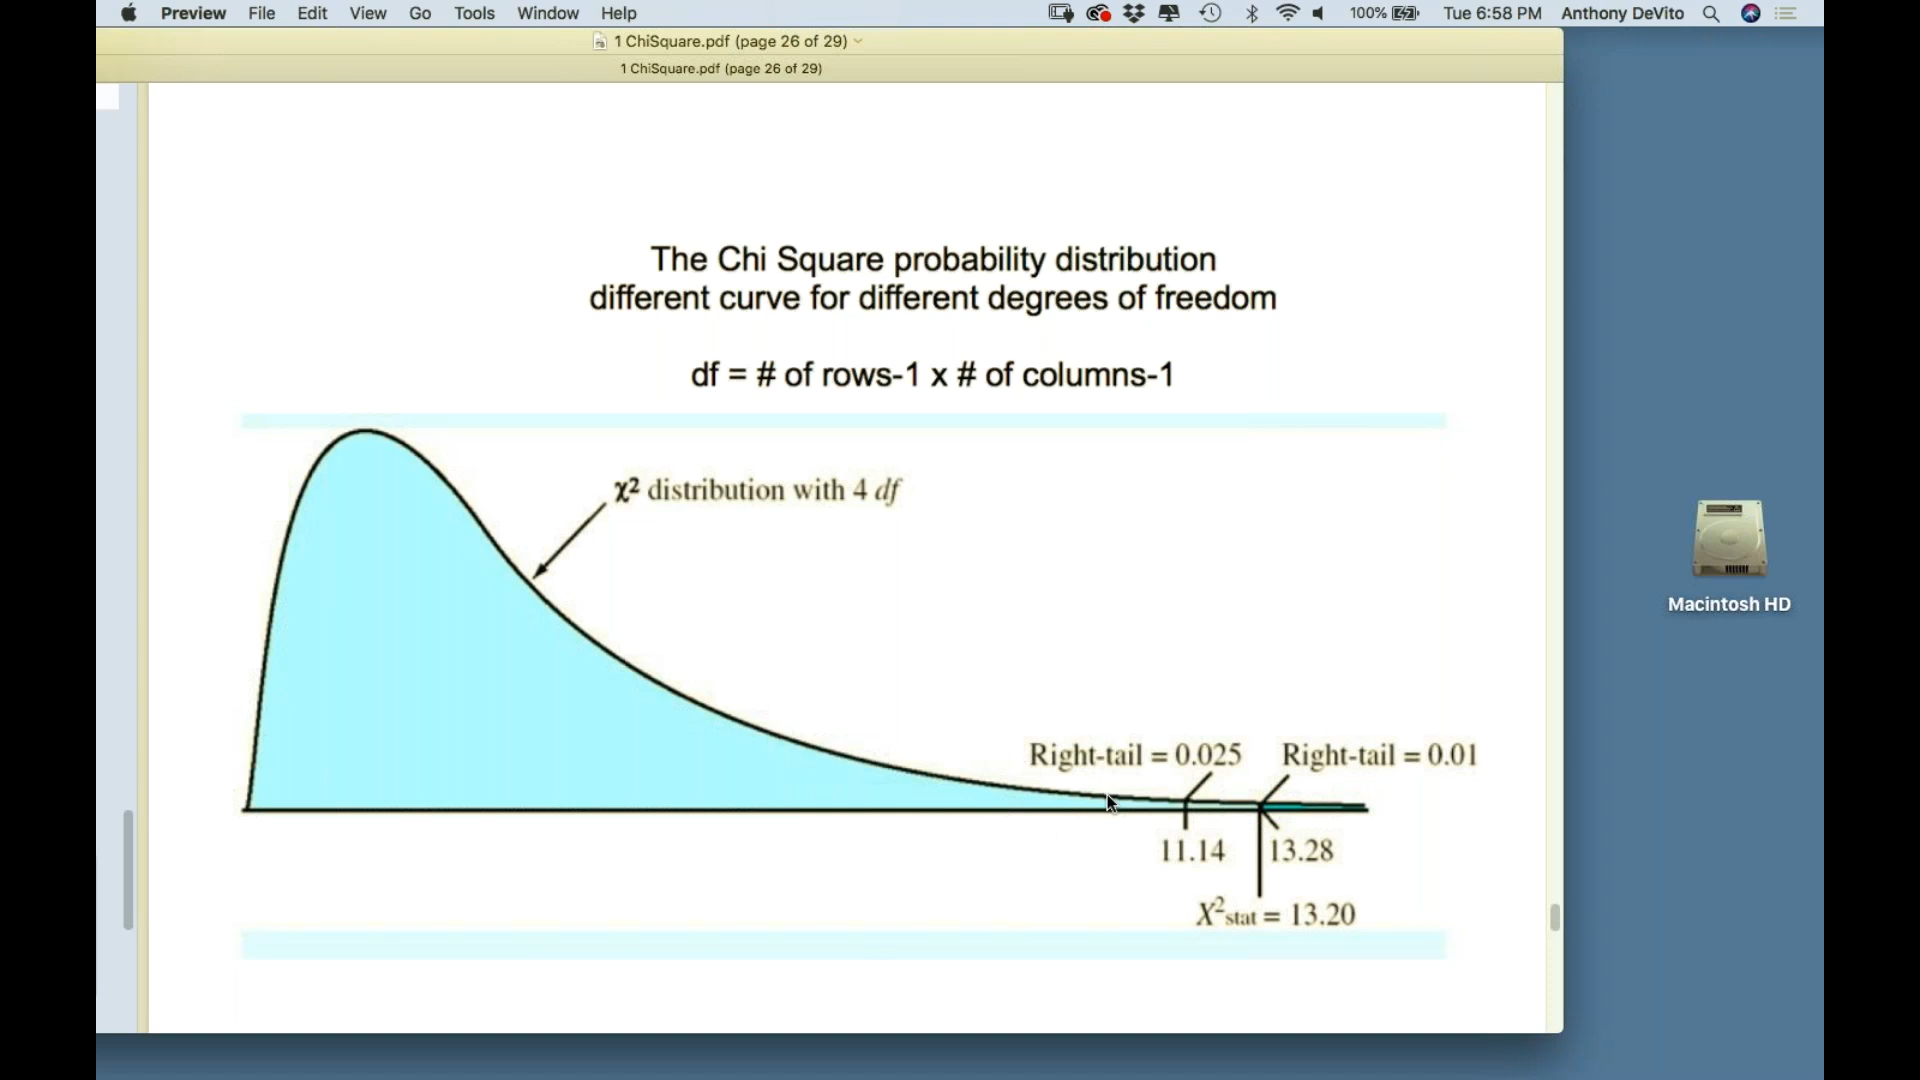 Preview File Edit View Go Tools Window Help 100% Tue 6:58 PM Anthony DeVito
1 ChiSquare.pdf (page 26 of 29)
1 ChiSquare.pdf (page 26 of 29)
The Chi Square probability distribution
different curve for different degrees of freedom
df = # of rows-1 x # of columns-1
χ² distribution with 4 df
Macintosh HD
Right-tail = 0.025 Right-tail = 0.01
11.14 13.28
X²stat = 13.20